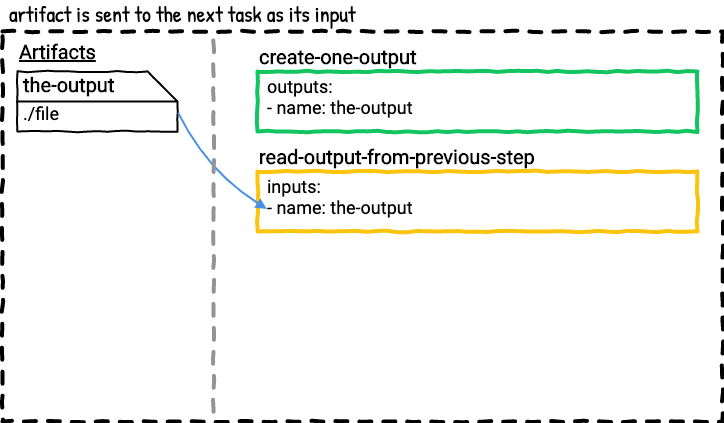 artifact is sent to the next task as its input
Artifacts
the-output
./file
create-one-output
outputs:
- name: the-output
read-output-from-previous-step
inputs:
- name: the-output